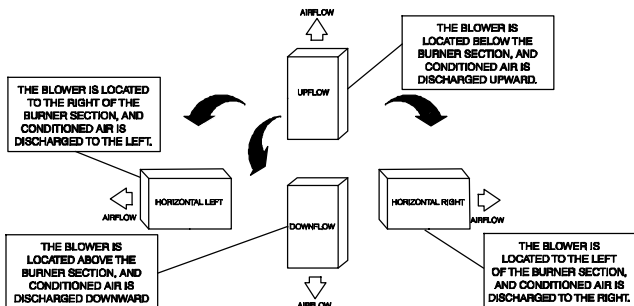 AIRFLOW
THE BLOWER IS
LOCATED BELOW THE
BURNER SECTION, AND
CONDITIONED AIR IS
DISCHARGED UPWARD.
UPFLOW
THE BLOWER IS LOCATED
TO THE RIGHT OF THE
BURNER SECTION, AND
CONDITIONED AIR IS
DISCHARGED TO THE LEFT.
HORIZONTAL LEFT
AIRFLOW
HORIZONTAL RIGHT
AIRFLOW
DOWNFLOW
THE BLOWER IS
LOCATED ABOVE THE
BURNER SECTION, AND
CONDITIONED AIR IS
DISCHARGED DOWNWARD
THE BLOWER IS
LOCATED TO THE LEFT
OF THE BURNER SECTION,
AND CONDITIONED AIR IS
DISCHARGED TO THE RIGHT.
AIRFLOW